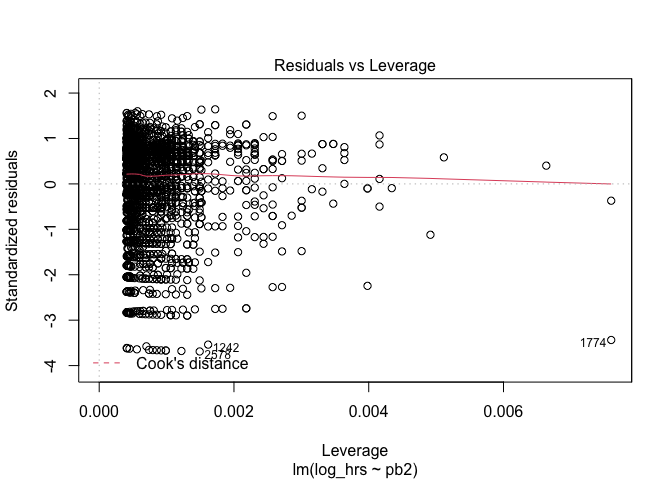 Residuals vs Leverage
Standardized residuals
2
1
0
-1
-2
-3
-4
1242
2578
1774
Cook's distance
0.000 0.002 0.004 0.006
Leverage
lm(log_hrs ~ pb2)